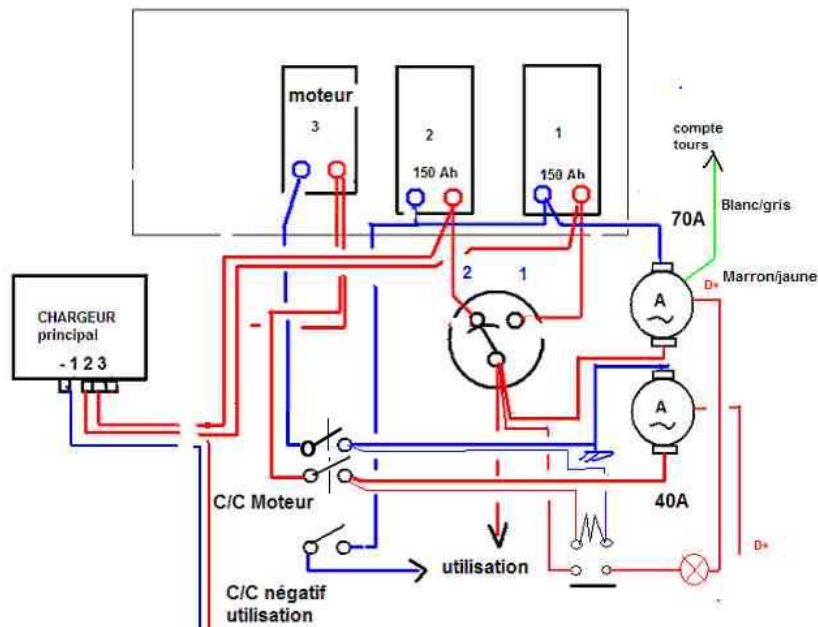 moteur
3
2
1
150 Ah
150 Ah
compte
tours
70A
Blanc/gris
Marron/jaune
D+
2
1
A
CHARGEUR
principal
- 1 2 3
-
A
C/C Moteur
40A
D+
utilisation
C/C négatif
utilisation